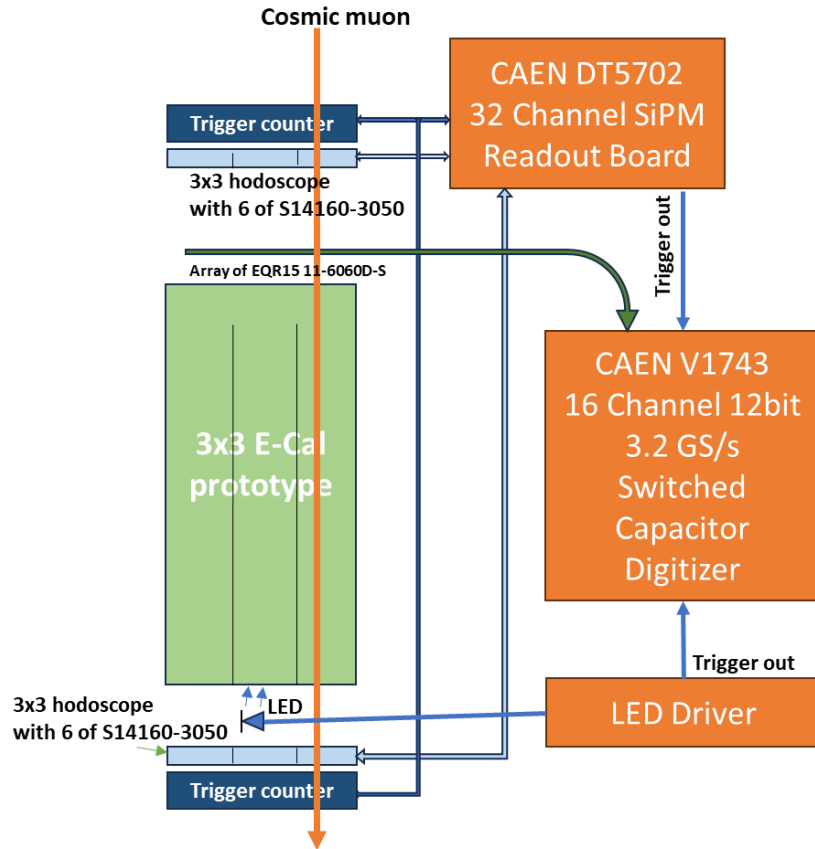 Cosmic muon
CAEN DT5702
32 Channel SiPM
Readout Board
Trigger counter
3x3 hodoscope
with 6 of S14160-3050
Trigger out
Array of EQR15 11-6060D-S
CAEN V1743
16 Channel 12bit
3.2 GS/s
Switched
Capacitor
Digitizer
3x3 E-Cal
prototype
Trigger out
LED
LED Driver
3x3 hodoscope
with 6 of S14160-3050
Trigger counter